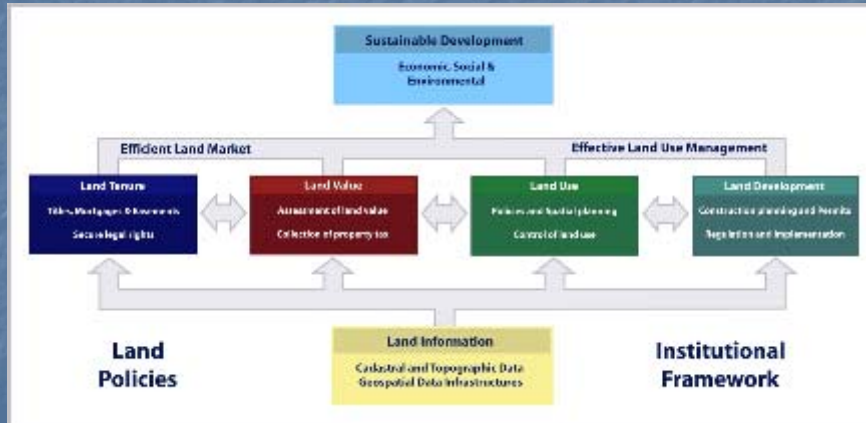 Sustainable Development
Economic, Social &
Environmental
Efficient Land Market
Effective Land Use Management
Land Tenure
Titles, Mortgages & Easements
Secure legal rights
Land Value
Assessment of land value
Collection of property tax
Land Use
Policies and Spatial planning
Control of land use
Land Development
Construction planning and Permits
Regulation and Implementation
Land
Policies
Land Information
Cadastral and Topographic Data
Geospatial Data Infrastructures
Institutional
Framework